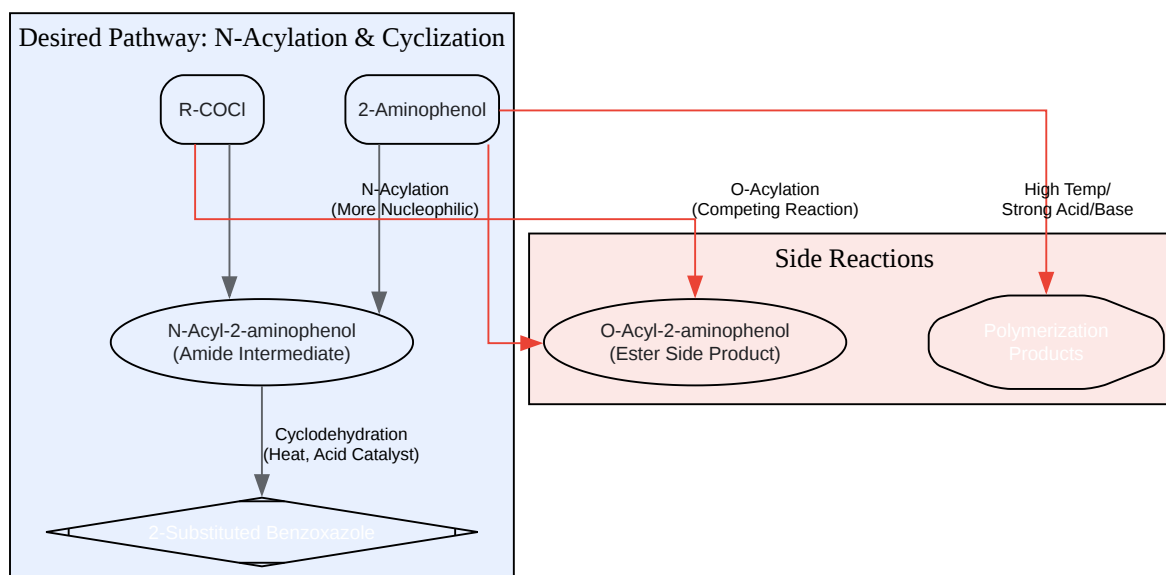 Desired Pathway: N-Acylation & Cyclization
R-COCl
2-Aminophenol
N-Acylation
(More Nucleophilic)
O-Acylation
(Competing Reaction)
High Temp/
Strong Acid/Base
Side Reactions
N-Acyl-2-aminophenol
(Amide Intermediate)
O-Acyl-2-aminophenol
(Ester Side Product)
Polymerization
Products
Cyclodehydration
(Heat, Acid Catalyst)
2-Substituted Benzoxazole